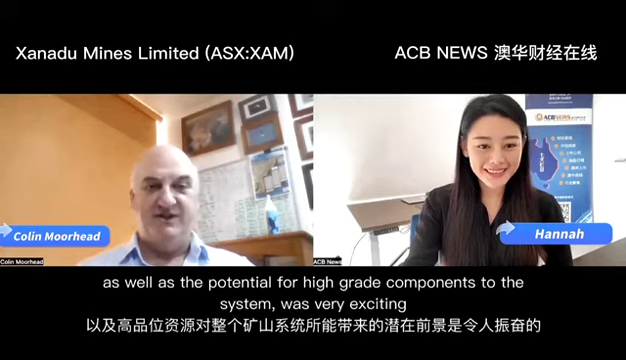 Xanadu Mines Limited (ASX:XAM)
ACB NEWS 澳华财经在线
ACBNEWS
Colin Moorhead
Hannah
Colin Moorhead
ACB News
as well as the potential for high grade components to the
system, was very exciting
以及高品位资源对整个矿山系统所能带来的潜在前景是令人振奋的